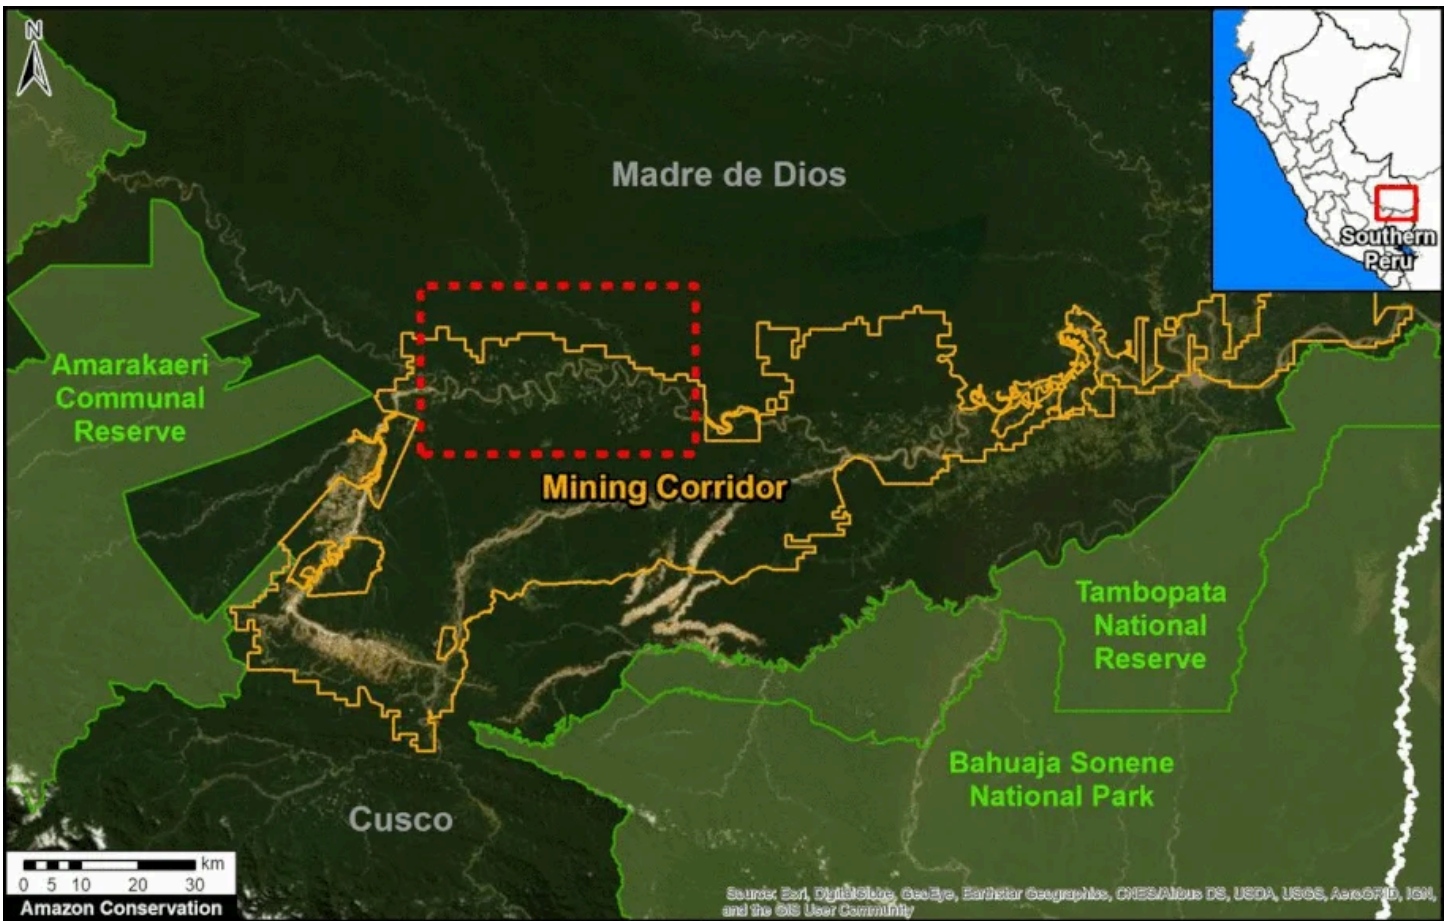 N
Madre de Dios
Southern
Peru
Amarakaeri
Communal
Reserve
Mining Corridor
Tambopata
National
Reserve
Bahuaja Sonene
National Park
Cusco
km
0 5 10 20 30
Amazon Conservation
Source: Esri, DigitalGlobe, GeoEye, Earthstar Geographics, CNES/Airbus DS, USDA, USGS, AeroGRID, IGN,
and the GIS User Community